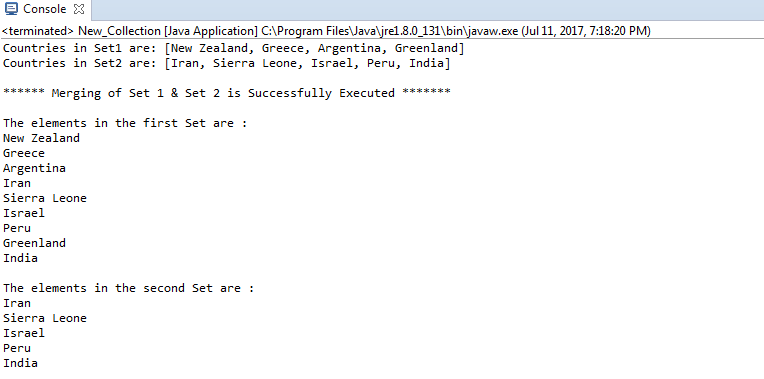 Console
<terminated> New_Collection [Java Application] C:\Program Files\Java\jre1.8.0_131\bin\javaw.exe (Jul 11, 2017, 7:18:20 PM)
Countries in Set1 are: [New Zealand, Greece, Argentina, Greenland]
Countries in Set2 are: [Iran, Sierra Leone, Israel, Peru, India]
****** Merging of Set 1 & Set 2 is Successfully Executed *******
The elements in the first Set are :
New Zealand
Greece
Argentina
Iran
Sierra Leone
Israel
Peru
Greenland
India
The elements in the second Set are :
Iran
Sierra Leone
Israel
Peru
India